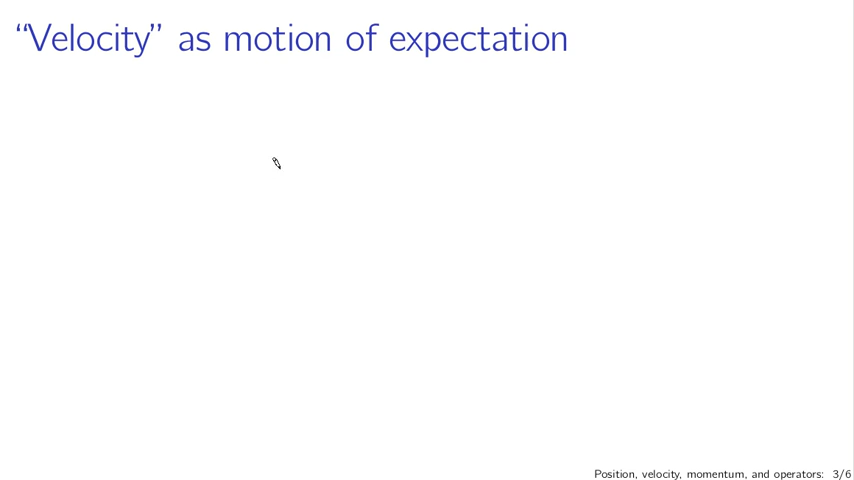 “Velocity” as motion of expectation
Position, velocity, momentum, and operators: 3/6